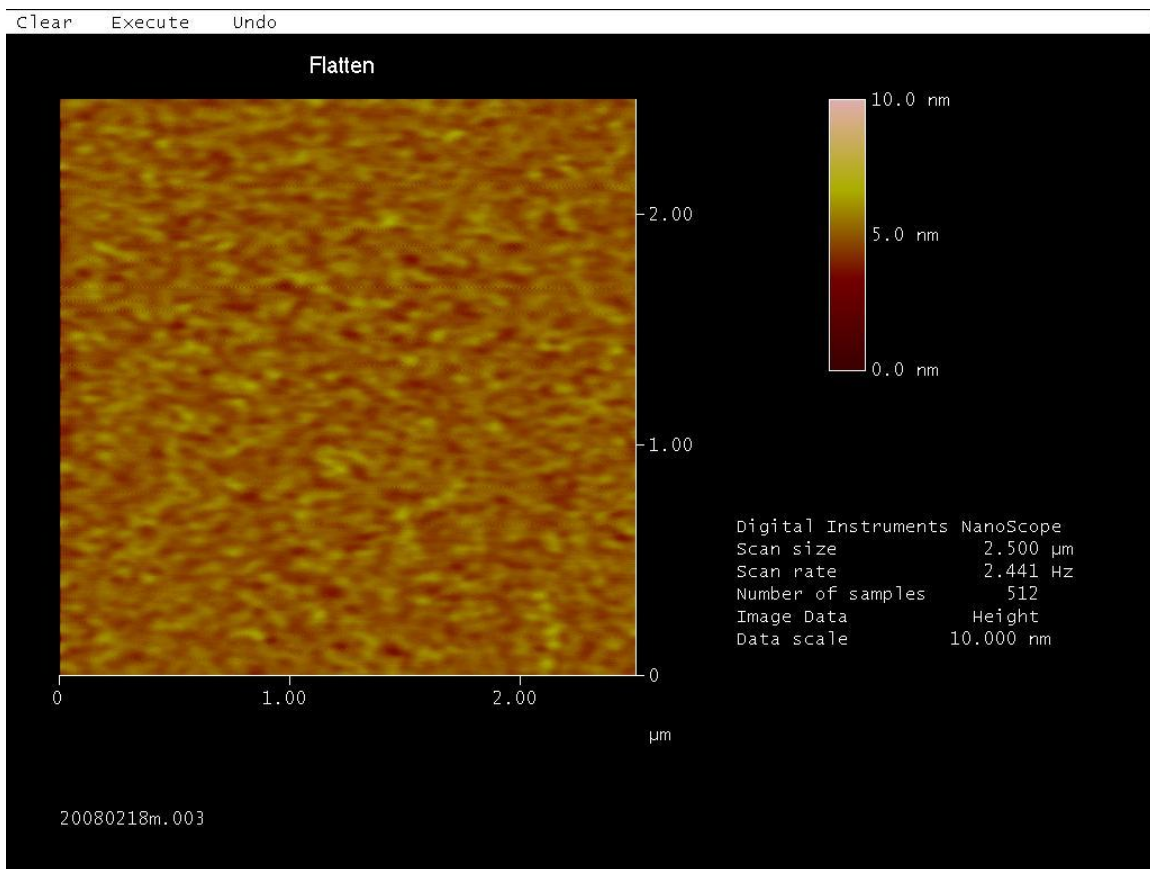 Clear Execute Undo
Flatten
10.0 nm
5.0 nm
0.0 nm
2.00
1.00
0
0 1.00 2.00
µm
Digital Instruments NanoScope
Scan size 2.500 µm
Scan rate 2.441 Hz
Number of samples 512
Image Data Height
Data scale 10.000 nm
20080218m.003